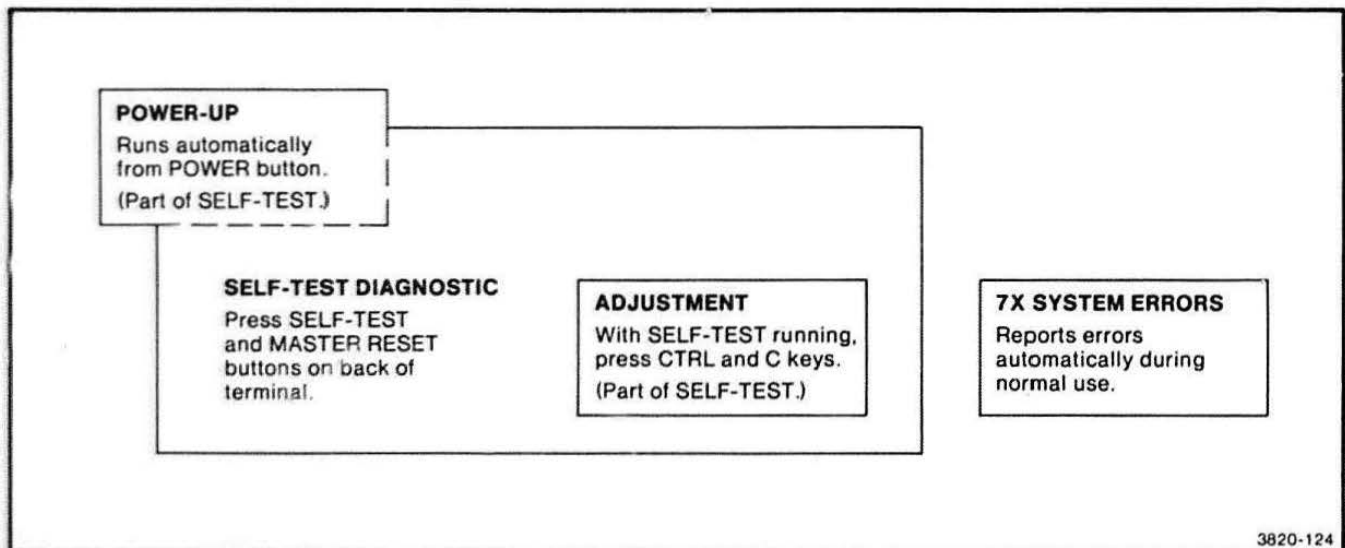 POWER-UP
Runs automatically
from POWER button.
(Part of SELF-TEST.)
SELF-TEST DIAGNOSTIC
Press SELF-TEST
and MASTER RESET
buttons on back of
terminal.
ADJUSTMENT
With SELF-TEST running,
press CTRL and C keys.
(Part of SELF-TEST.)
7X SYSTEM ERRORS
Reports errors
automatically during
normal use.
3820-124